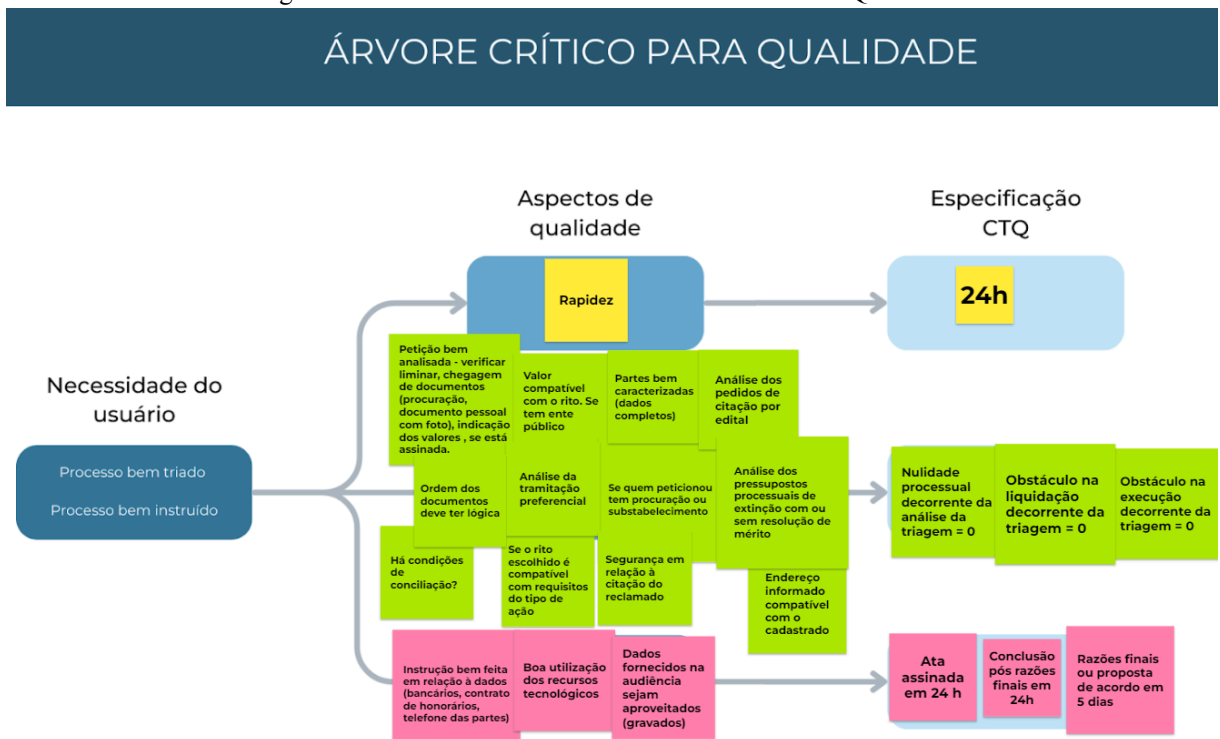 ÁRVORE CRÍTICO PARA QUALIDADE
Aspectos de
qualidade
Especificação
CTQ
Rapidez
24h
Necessidade do
usuário
Processo bem triado
Processo bem instruído
Petição bem
analisada - verificar
liminar, chegagem
de documentos
(procuração,
documento pessoal
com foto), indicação
dos valores , se está
assinada.
Valor
compatível
com o rito. Se
tem ente
público
Partes bem
caracterizadas
(dados
completos)
Análise dos
pedidos de
citação por
edital
Ordem dos
documentos
deve ter lógica
Análise da
tramitação
preferencial
Se quem peticionou
tem procuração ou
substabelecimento
Análise dos
pressupostos
processuais de
extinção com ou
sem resolução de
mérito
Nulidade
processual
decorrente da
análise da
triagem = 0
Obstáculo na
liquidação
decorrente da
triagem = 0
Obstáculo na
execução
decorrente da
triagem = 0
Há condições
de
conciliação?
Se o rito
escolhido é
compatível
com requisitos
do tipo de
ação
Segurança em
relação à
citação do
reclamado
Endereço
informado
compatível
com o
cadastrado
Instrução bem feita
em relação à dados
(bancários, contrato
de honorários,
telefone das partes)
Boa utilização
dos recursos
tecnológicos
Dados
fornecidos na
audiência
sejam
aproveitados
(gravados)
Ata
assinada
em 24 h
Conclusão
pós razões
finais em
24h
Razões finais
ou proposta
de acordo em
5 dias